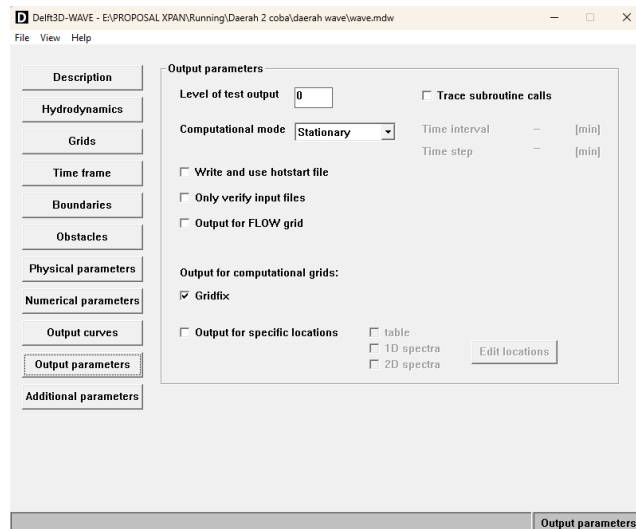 Delft3D-WAVE - E:\PROPOSAL XPAN\Running\Daerah 2 coba\daerah wave\wave.mdw
File View Help
Description
Hydrodynamics
Grids
Time frame
Boundaries
Obstacles
Physical parameters
Numerical parameters
Output curves
Output parameters
Additional parameters
Output parameters
Level of test output 0
Trace subroutine calls
Computational mode Stationary
Time interval – [min]
Time step – [min]
Write and use hotstart file
Only verify input files
Output for FLOW grid
Output for computational grids:
Gridfix
Output for specific locations
table
1D spectra
2D spectra
Edit locations
Output parameters